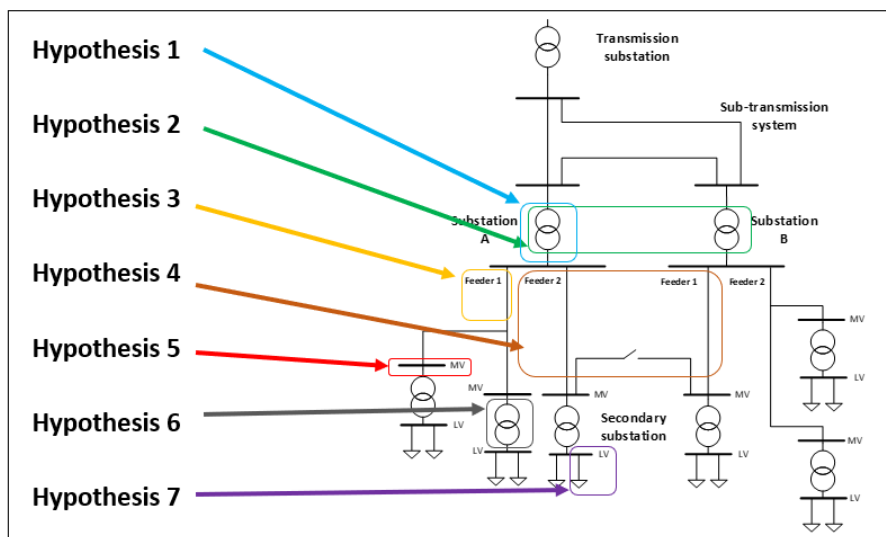 Hypothesis 1
Hypothesis 2
Hypothesis 3
Hypothesis 4
Hypothesis 5
Hypothesis 6
Hypothesis 7
Transmission
substation
Sub-transmission
system
Substation
A
Substation
B
Feeder 1
Feeder 2
Feeder 1
Feeder 2
MV
LV
MV
LV
MV
LV
Secondary
substation
MV
LV
MV
LV
MV
LV